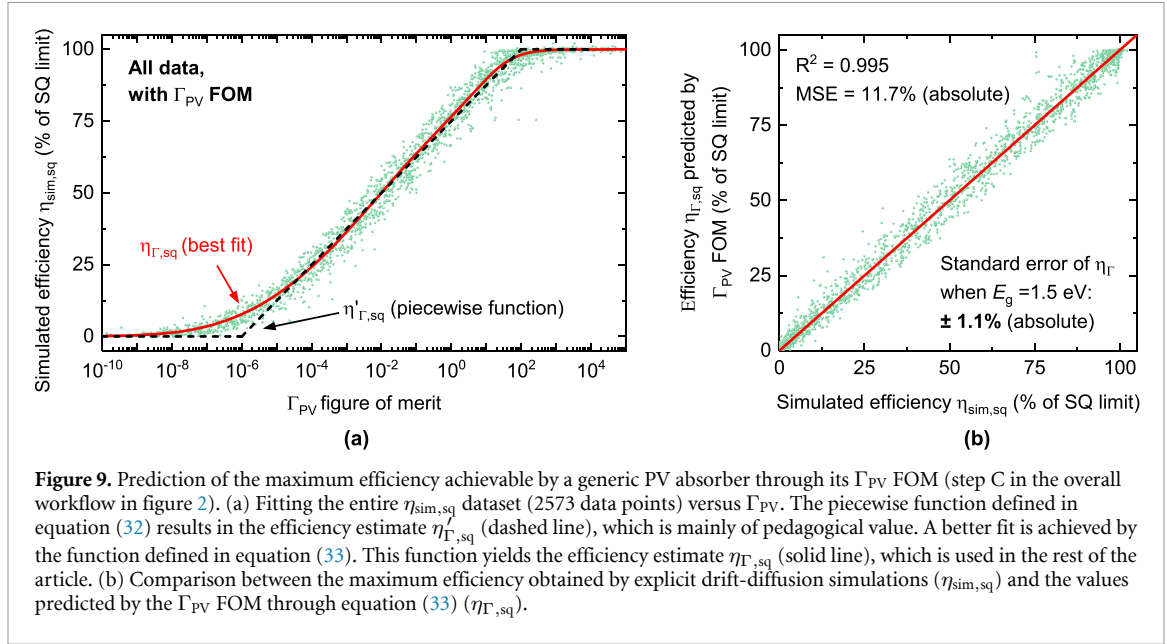 All data,
with Γ_PV FOM
η_Γ,sq (best fit)
η'_Γ,sq (piecewise function)
Simulated efficiency η_sim,sq (% of SQ limit)
100
75
50
25
0
10^-10
10^-8
10^-6
10^-4
10^-2
10^0
10^2
10^4
Γ_PV figure of merit
(a)
R^2 = 0.995
MSE = 11.7% (absolute)
Standard error of η_Γ
when E_g =1.5 eV:
± 1.1% (absolute)
Efficiency η_Γ,sq predicted by
Γ_PV FOM (% of SQ limit)
100
75
50
25
0
0
25
50
75
100
Simulated efficiency η_sim,sq (% of SQ limit)
(b)
Figure 9. Prediction of the maximum efficiency achievable by a generic PV absorber through its Γ_PV FOM (step C in the overall
workflow in figure 2). (a) Fitting the entire η_sim,sq dataset (2573 data points) versus Γ_PV. The piecewise function defined in
equation (32) results in the efficiency estimate η'_Γ,sq (dashed line), which is mainly of pedagogical value. A better fit is achieved by
the function defined in equation (33). This function yields the efficiency estimate η_Γ,sq (solid line), which is used in the rest of the
article. (b) Comparison between the maximum efficiency obtained by explicit drift-diffusion simulations (η_sim,sq) and the values
predicted by the Γ_PV FOM through equation (33) (η_Γ,sq).